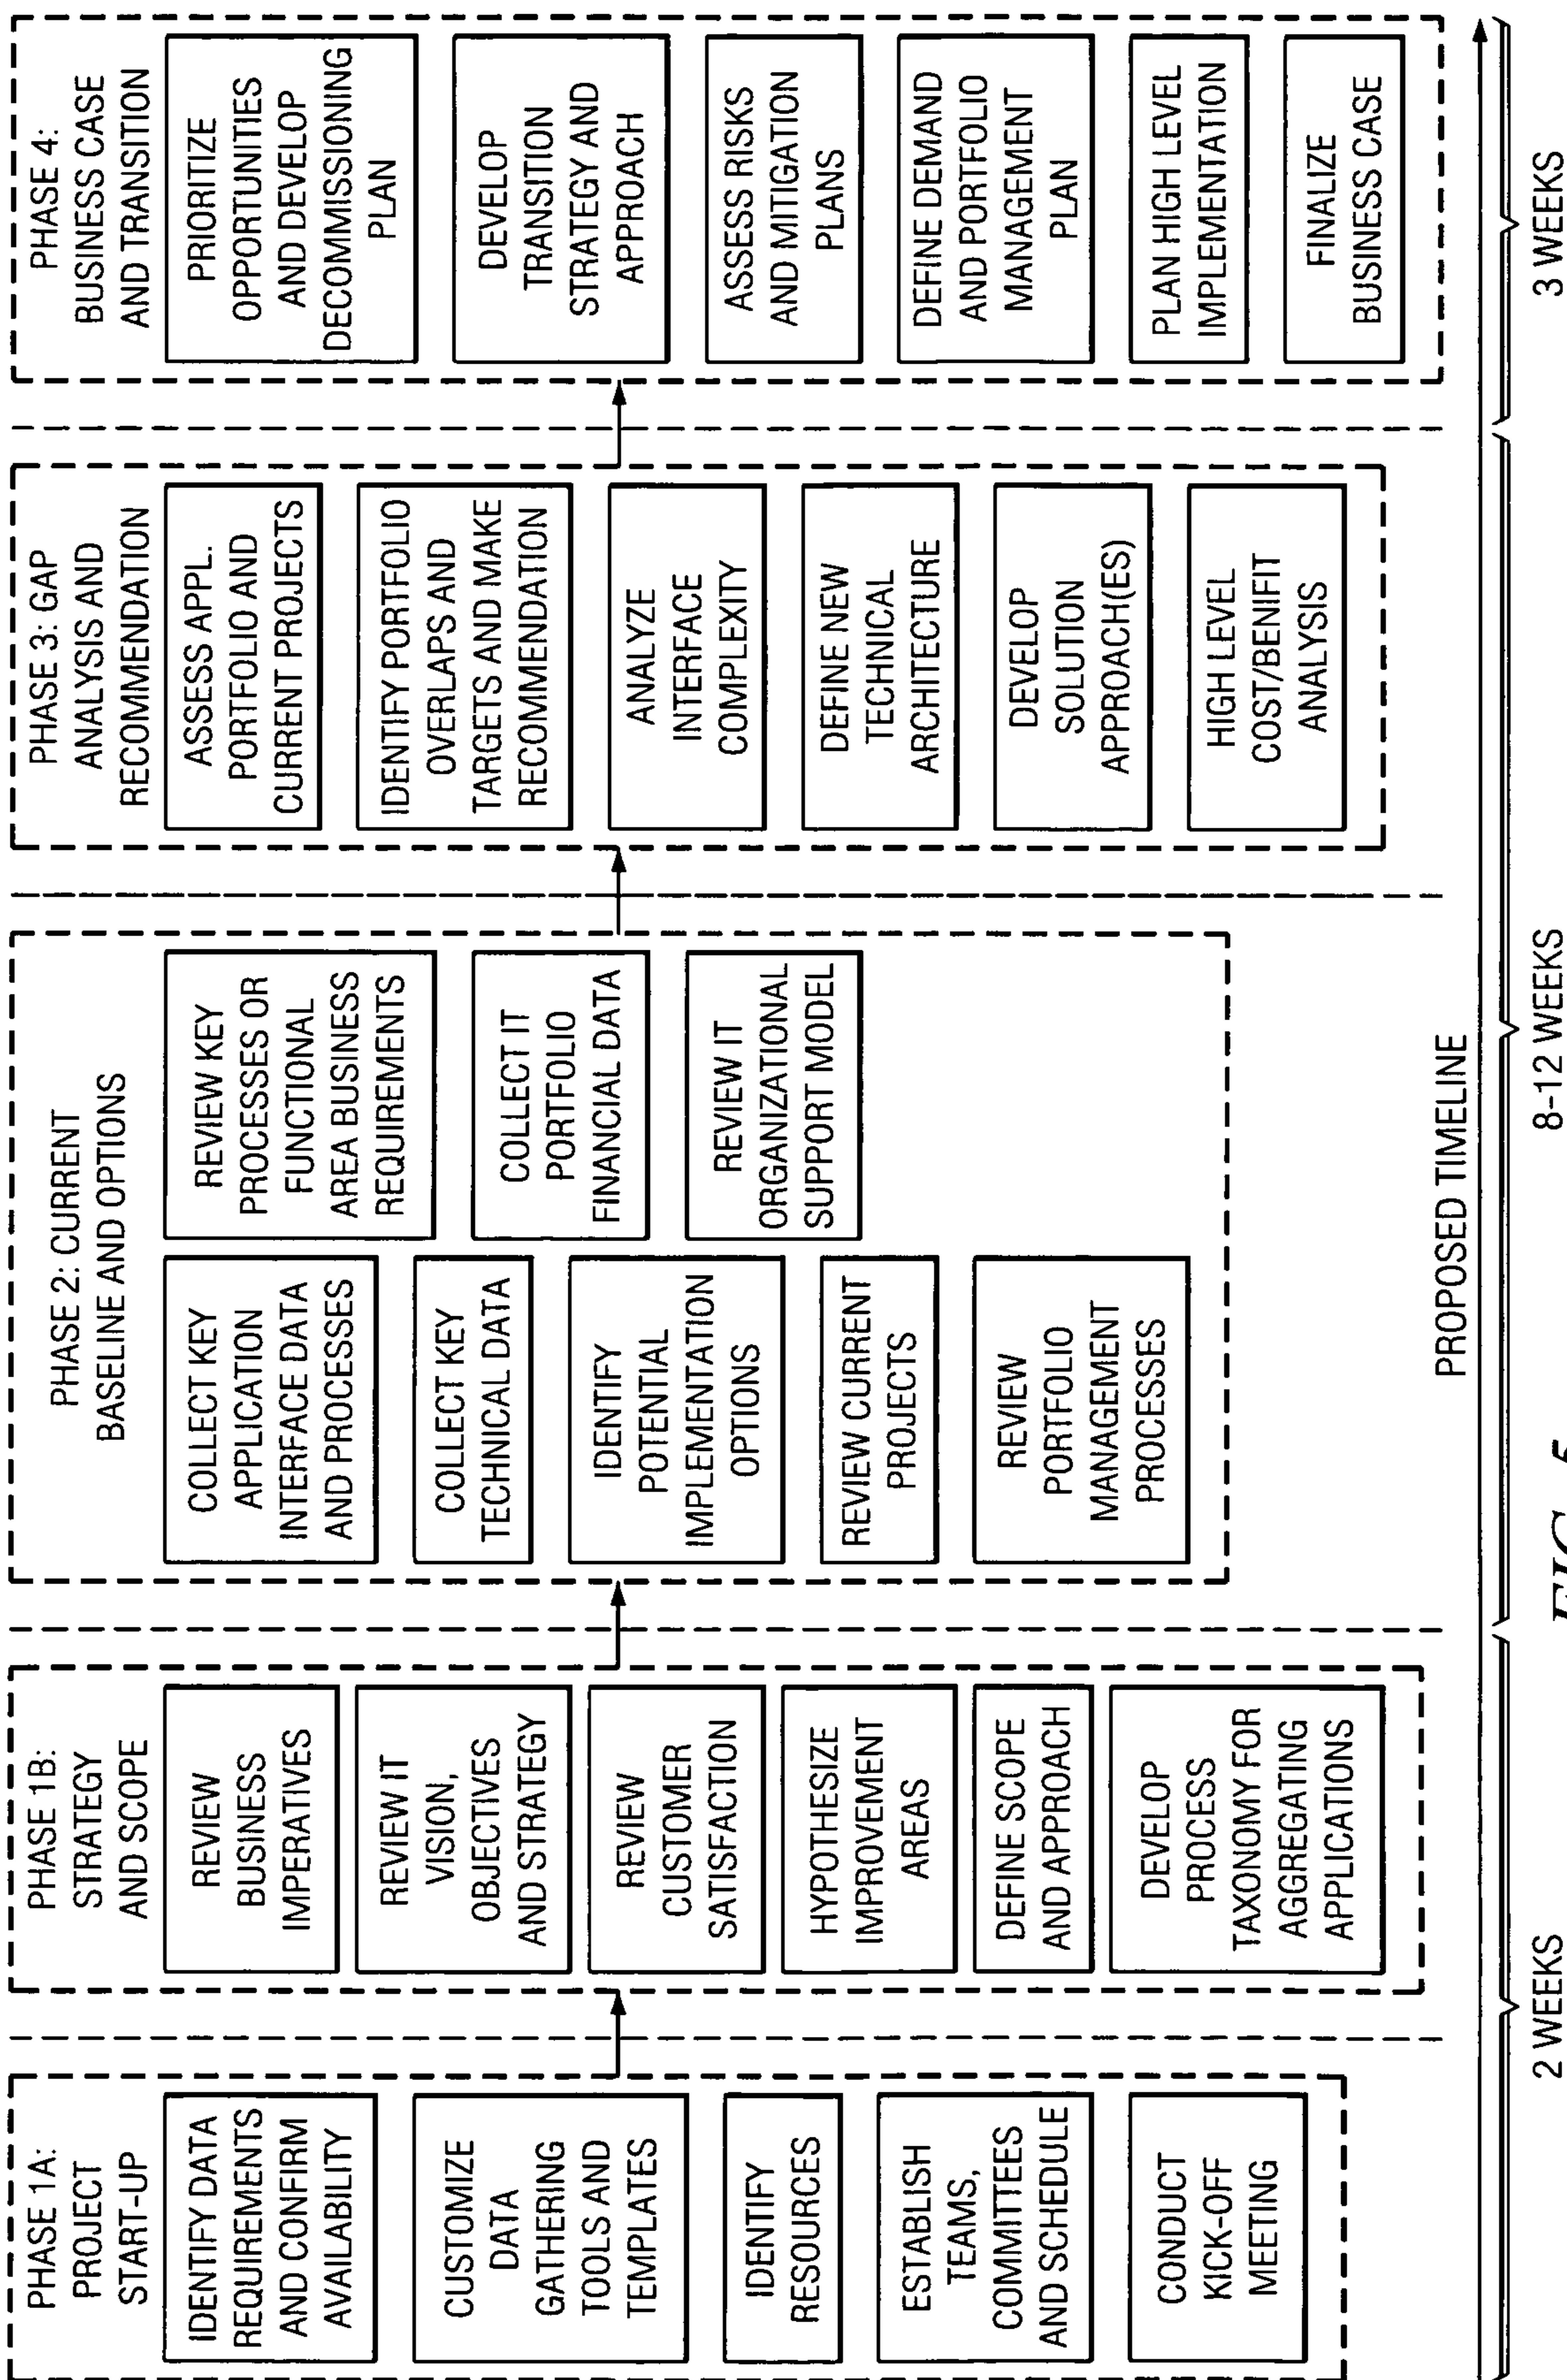 PHASE 1A:
PROJECT
START-UP
IDENTIFY DATA
REQUIREMENTS
AND CONFIRM
AVAILABILITY
CUSTOMIZE
DATA
GATHERING
TOOLS AND
TEMPLATES
IDENTIFY
RESOURCES
ESTABLISH
TEAMS,
COMMITTEES
AND SCHEDULE
CONDUCT
KICK-OFF
MEETING
PHASE 1B:
STRATEGY
AND SCOPE
REVIEW
BUSINESS
IMPERATIVES
REVIEW IT
VISION,
OBJECTIVES
AND STRATEGY
REVIEW
CUSTOMER
SATISFACTION
HYPOTHESIZE
IMPROVEMENT
AREAS
DEFINE SCOPE
AND APPROACH
DEVELOP
PROCESS
TAXONOMY FOR
AGGREGATING
APPLICATIONS
PHASE 2: CURRENT
BASELINE AND OPTIONS
COLLECT KEY
APPLICATION
INTERFACE DATA
AND PROCESSES
COLLECT KEY
TECHNICAL DATA
IDENTIFY
POTENTIAL
IMPLEMENTATION
OPTIONS
REVIEW CURRENT
PROJECTS
REVIEW
PORTFOLIO
MANAGEMENT
PROCESSES
REVIEW KEY
PROCESSES OR
FUNCTIONAL
AREA BUSINESS
REQUIREMENTS
COLLECT IT
PORTFOLIO
FINANCIAL DATA
REVIEW IT
ORGANIZATIONAL
SUPPORT MODEL
PHASE 3: GAP
ANALYSIS AND
RECOMMENDATION
ASSESS APPL.
PORTFOLIO AND
CURRENT PROJECTS
IDENTIFY PORTFOLIO
OVERLAPS AND
TARGETS AND MAKE
RECOMMENDATION
ANALYZE
INTERFACE
COMPLEXITY
DEFINE NEW
TECHNICAL
ARCHITECTURE
DEVELOP
SOLUTION
APPROACH(ES)
HIGH LEVEL
COST/BENIFIT
ANALYSIS
PHASE 4:
BUSINESS CASE
AND TRANSITION
PRIORITIZE
OPPORTUNITIES
AND DEVELOP
DECOMMISSIONING
PLAN
DEVELOP
TRANSITION
STRATEGY AND
APPROACH
ASSESS RISKS
AND MITIGATION
PLANS
DEFINE DEMAND
AND PORTFOLIO
MANAGEMENT
PLAN
PLAN HIGH LEVEL
IMPLEMENTATION
FINALIZE
BUSINESS CASE
PROPOSED TIMELINE
2 WEEKS
8-12 WEEKS
3 WEEKS
FIG.